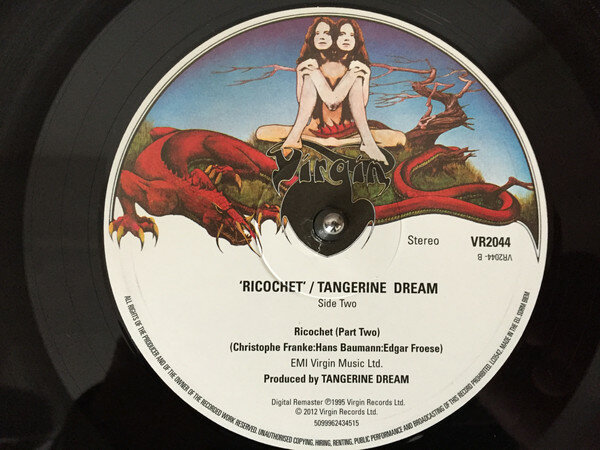 Virgin
Stereo
VR2044
VR2044 - B
'RICOCHET' / TANGERINE DREAM
Side Two
Ricochet (Part Two)
(Christophe Franke:Hans Baumann:Edgar Froese)
EMI Virgin Music Ltd.
Produced by TANGERINE DREAM
Digital Remaster ℗1995 Virgin Records Ltd.
© 2012 Virgin Records Ltd.
5099962434515
ALL RIGHTS OF THE PRODUCER AND OF THE OWNER OF THE RECORDED WORK RESERVED. UNAUTHORISED COPYING, HIRING, RENTING, PUBLIC PERFORMANCE AND BROADCASTING OF THIS RECORD PROHIBITED. LC03542. MADE IN THE EU. SDRM BIEM